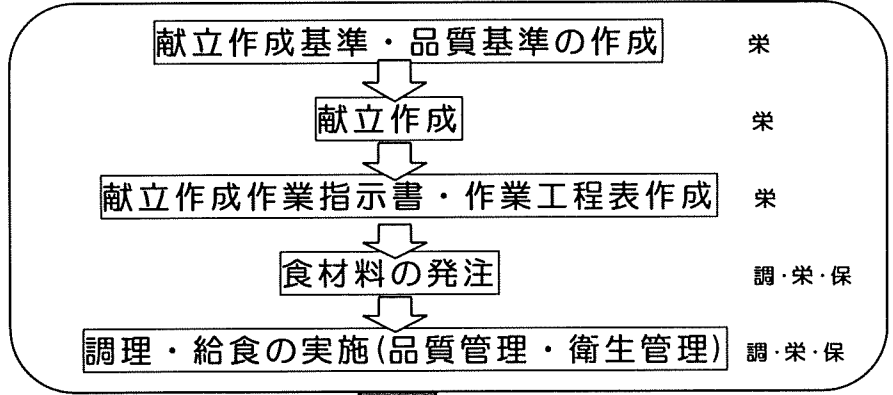 献立作成基準・品質基準の作成 栄
献立作成 栄
献立作成作業指示書・作業工程表作成 栄
食材料の発注 調・栄・保
調理・給食の実施(品質管理・衛生管理) 調・栄・保